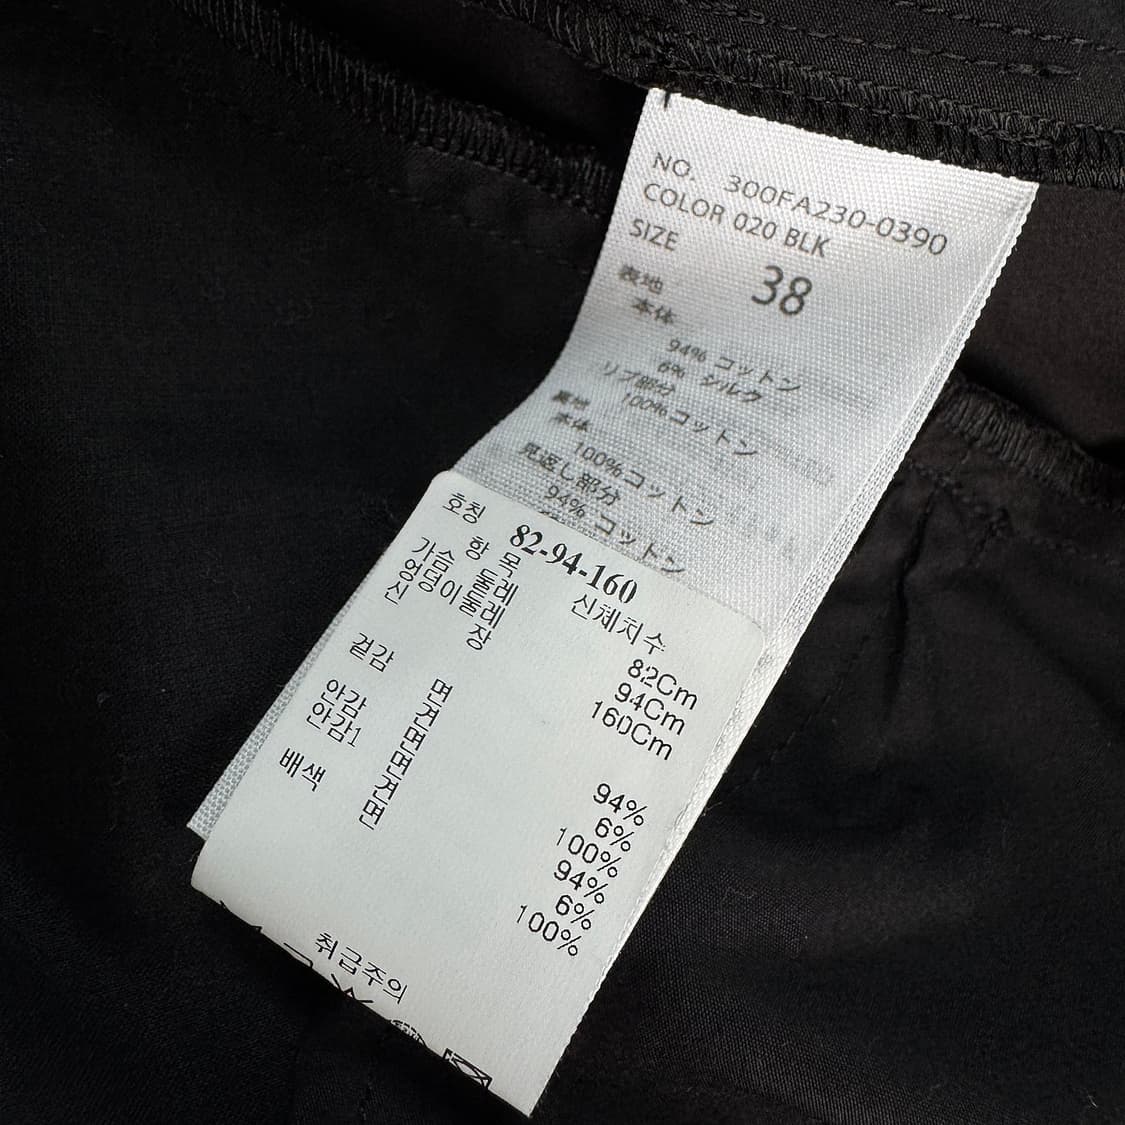 NO. 300FA230-0390
COLOR 020 BLK
SIZE 38
表地
本体
94% コットン
6% シルク
リブ部分
100% コットン
裏地
本体
100% コットン
見返し部分
94% コットン
호칭 82-94-160
항 목 신체치수
가슴 둘레 82Cm
엉덩이 둘레 94Cm
신 장 160Cm
겉감 면 94%
견 6%
안감 면 100%
안감1 면 94%
견 6%
배색 면 100%
취급주의